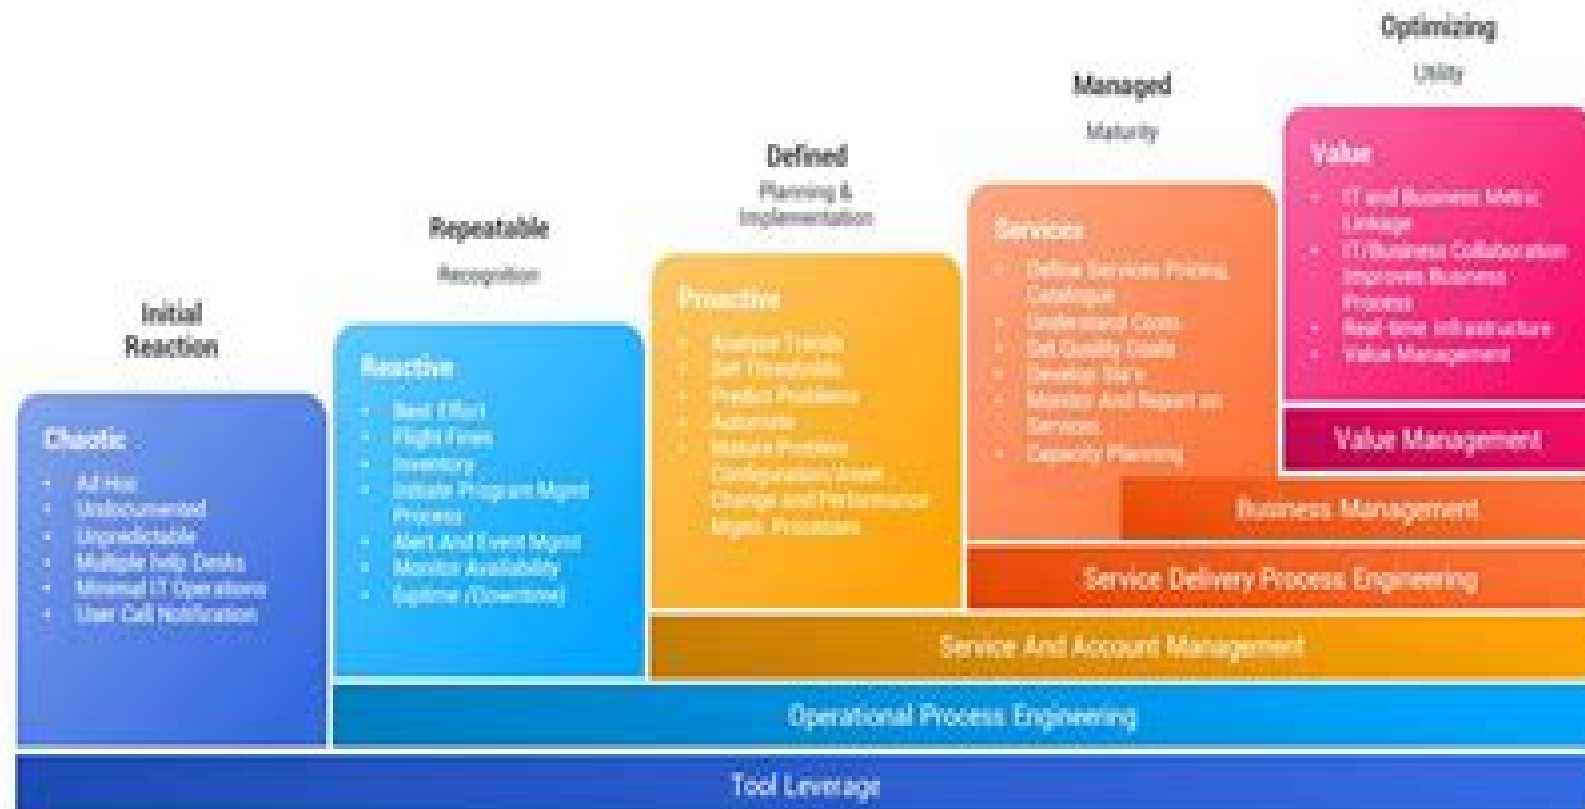 Initial
Reaction
Chaotic
• Ad Hoc
• Undocumented
• Unpredictable
• Multiple help Desks
• Minimal IT Operations
• User Call Notification
Repeatable
Recognition
Reactive
• Best Effort
• Flight Fires
• Inventory
• Initiate Program Mgmt
Process
• Alert And Event Mgmt
• Monitor Availability
• (uptime /Downtime)
Defined
Planning &
Implementation
Proactive
• Analyze Trends
• Set Thresholds
• Predict Problems
• Automate
• Mature Problem
Configuration/Asset
Change and Performance
Mgmt. Processes
Managed
Maturity
Services
• Define Services Pricing,
Catalogue
• Understand Costs
• Set Quality Goals
• Develop Sla's
• Monitor And Report on
Services
• Capacity Planning
Optimizing
Utility
Value
• IT and Business Metric
Linkage
• IT/Business Collaboration
Improves Business
Process
• Real-time Infrastructure
• Value Management
Value Management
Business Management
Service Delivery Process Engineering
Service And Account Management
Operational Process Engineering
Tool Leverage